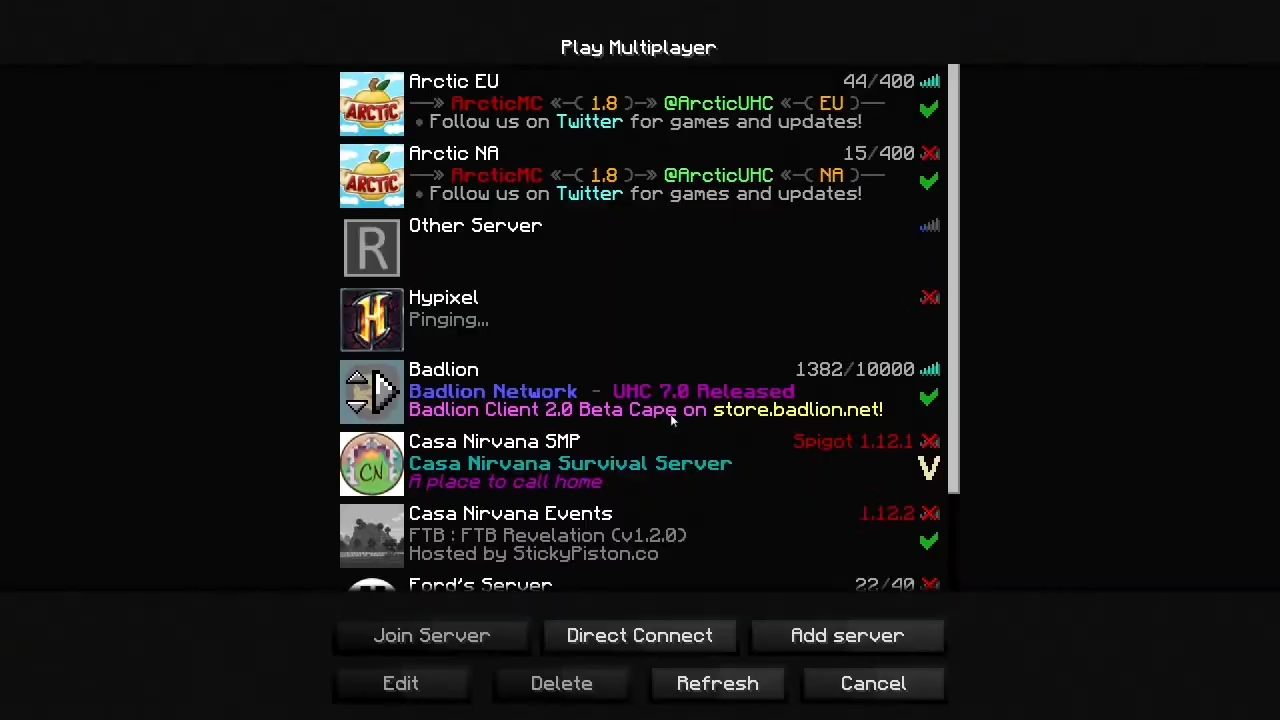 Play Multiplayer
Arctic EU 44/400
ARCTIC
—» ArcticMC «—( 1.8 )—» @ArcticUHC «—( EU )—
• Follow us on Twitter for games and updates!
Arctic NA 15/400
ARCTIC
—» ArcticMC «—( 1.8 )—» @ArcticUHC «—( NA )—
• Follow us on Twitter for games and updates!
Other Server
R
Hypixel
H
Pinging...
Badlion 1382/10000
Badlion Network - UHC 7.0 Released
Badlion Client 2.0 Beta Cape on store.badlion.net!
Casa Nirvana SMP Spigot 1.12.1
CN
Casa Nirvana Survival Server V
A place to call home
Casa Nirvana Events 1.12.2
FTB : FTB Revelation (v1.2.0)
Hosted by StickyPiston.co
Ford's Server 22/40
Join Server Direct Connect Add server
Edit Delete Refresh Cancel